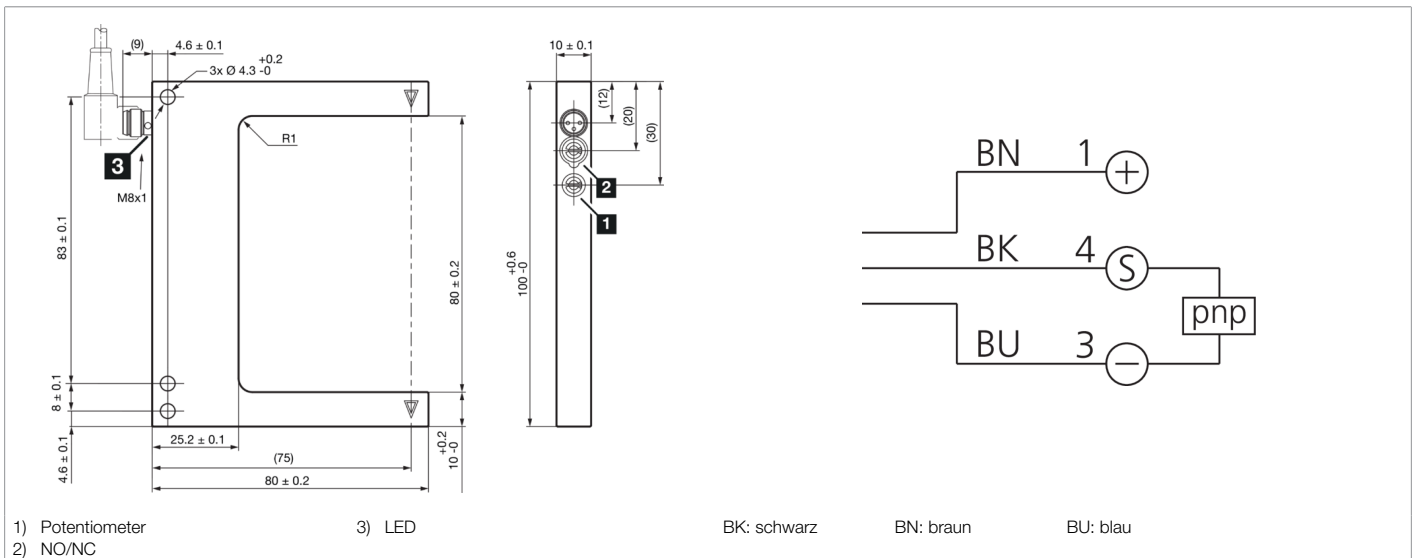 (9)
4.6 ± 0.1
3x Ø 4.3 +0.2 -0
3
M8x1
R1
83 ± 0.1
80 ± 0.2
8 ± 0.1
4.6 ± 0.1
25.2 ± 0.1
(75)
80 ± 0.2
+0.2
10 -0
10 ± 0.1
(12)
(20)
(30)
2
1
+0.6
100 -0
BN 1 +
BK 4 S
pnp
BU 3 −
1) Potentiometer 3) LED BK: schwarz BN: braun BU: blau
2) NO/NC